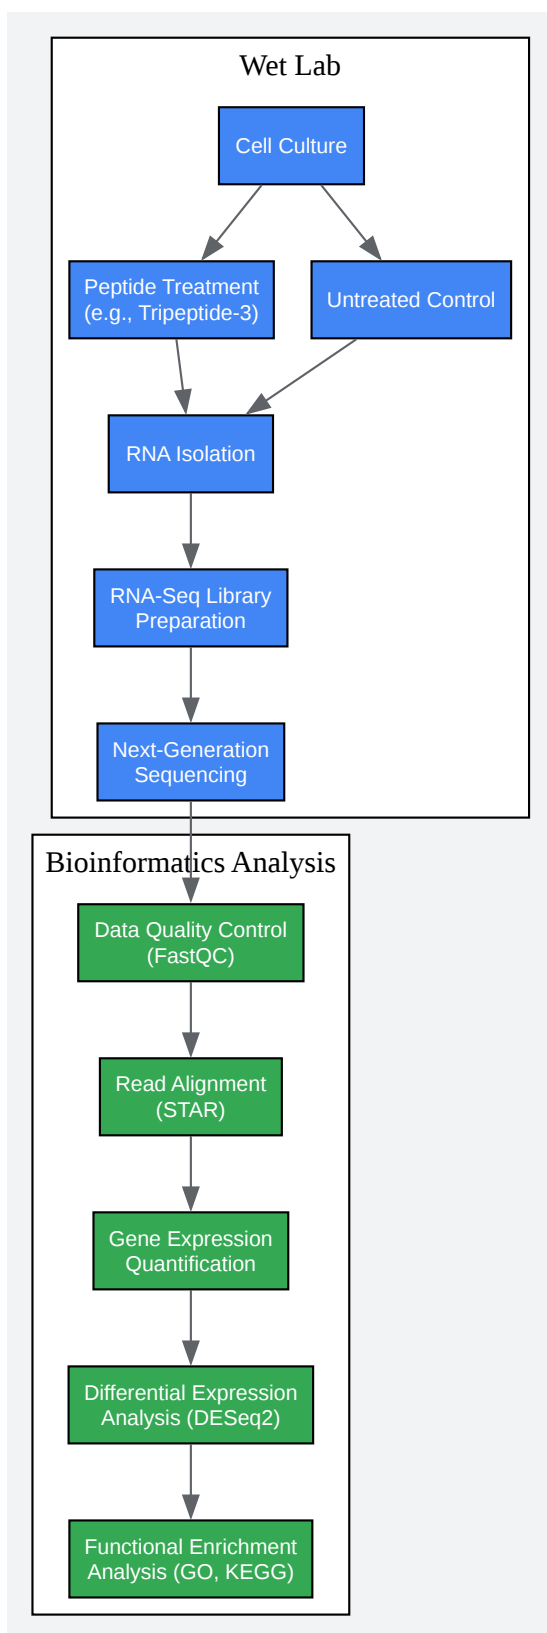 Wet Lab
Cell Culture
Peptide Treatment
(e.g., Tripeptide-3)
Untreated Control
RNA Isolation
RNA-Seq Library
Preparation
Next-Generation
Sequencing
Bioinformatics Analysis
Data Quality Control
(FastQC)
Read Alignment
(STAR)
Gene Expression
Quantification
Differential Expression
Analysis (DESeq2)
Functional Enrichment
Analysis (GO, KEGG)